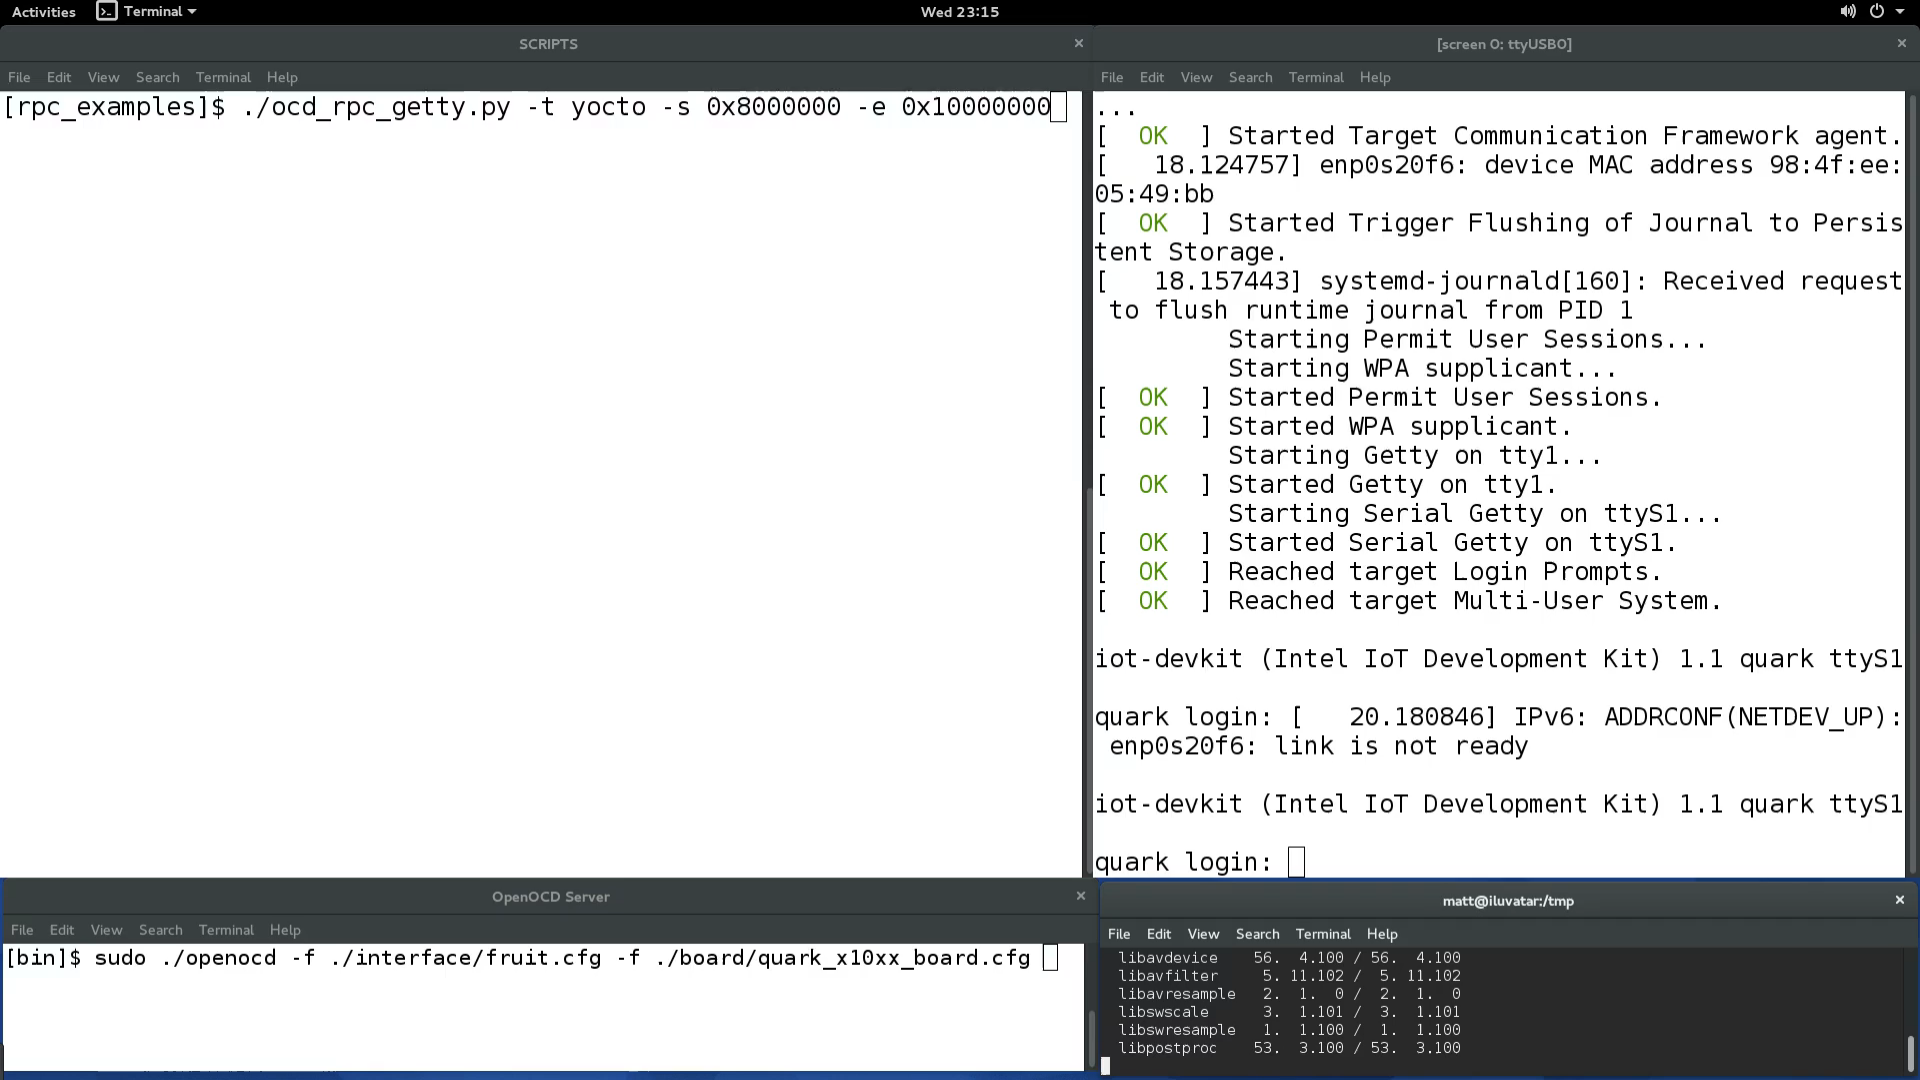 Activities Terminal Wed 23:15
SCRIPTS
File Edit View Search Terminal Help
[rpc_examples]$ ./ocd_rpc_getty.py -t yocto -s 0x8000000 -e 0x10000000
[screen 0: ttyUSB0]
File Edit View Search Terminal Help
...
[  OK  ] Started Target Communication Framework agent.
[   18.124757] enp0s20f6: device MAC address 98:4f:ee:
05:49:bb
[  OK  ] Started Trigger Flushing of Journal to Persis
tent Storage.
[   18.157443] systemd-journald[160]: Received request
 to flush runtime journal from PID 1
         Starting Permit User Sessions...
         Starting WPA supplicant...
[  OK  ] Started Permit User Sessions.
[  OK  ] Started WPA supplicant.
         Starting Getty on tty1...
[  OK  ] Started Getty on tty1.
         Starting Serial Getty on ttyS1...
[  OK  ] Started Serial Getty on ttyS1.
[  OK  ] Reached target Login Prompts.
[  OK  ] Reached target Multi-User System.
iot-devkit (Intel IoT Development Kit) 1.1 quark ttyS1
quark login: [   20.180846] IPv6: ADDRCONF(NETDEV_UP):
 enp0s20f6: link is not ready
iot-devkit (Intel IoT Development Kit) 1.1 quark ttyS1
quark login:
OpenOCD Server
File Edit View Search Terminal Help
[bin]$ sudo ./openocd -f ./interface/fruit.cfg -f ./board/quark_x10xx_board.cfg
matt@iluvatar:/tmp
File Edit View Search Terminal Help
libavdevice    56.  4.100 / 56.  4.100
libavfilter     5. 11.102 /  5. 11.102
libavresample   2.  1.  0 /  2.  1.  0
libswscale      3.  1.101 /  3.  1.101
libswresample   1.  1.100 /  1.  1.100
libpostproc    53.  3.100 / 53.  3.100